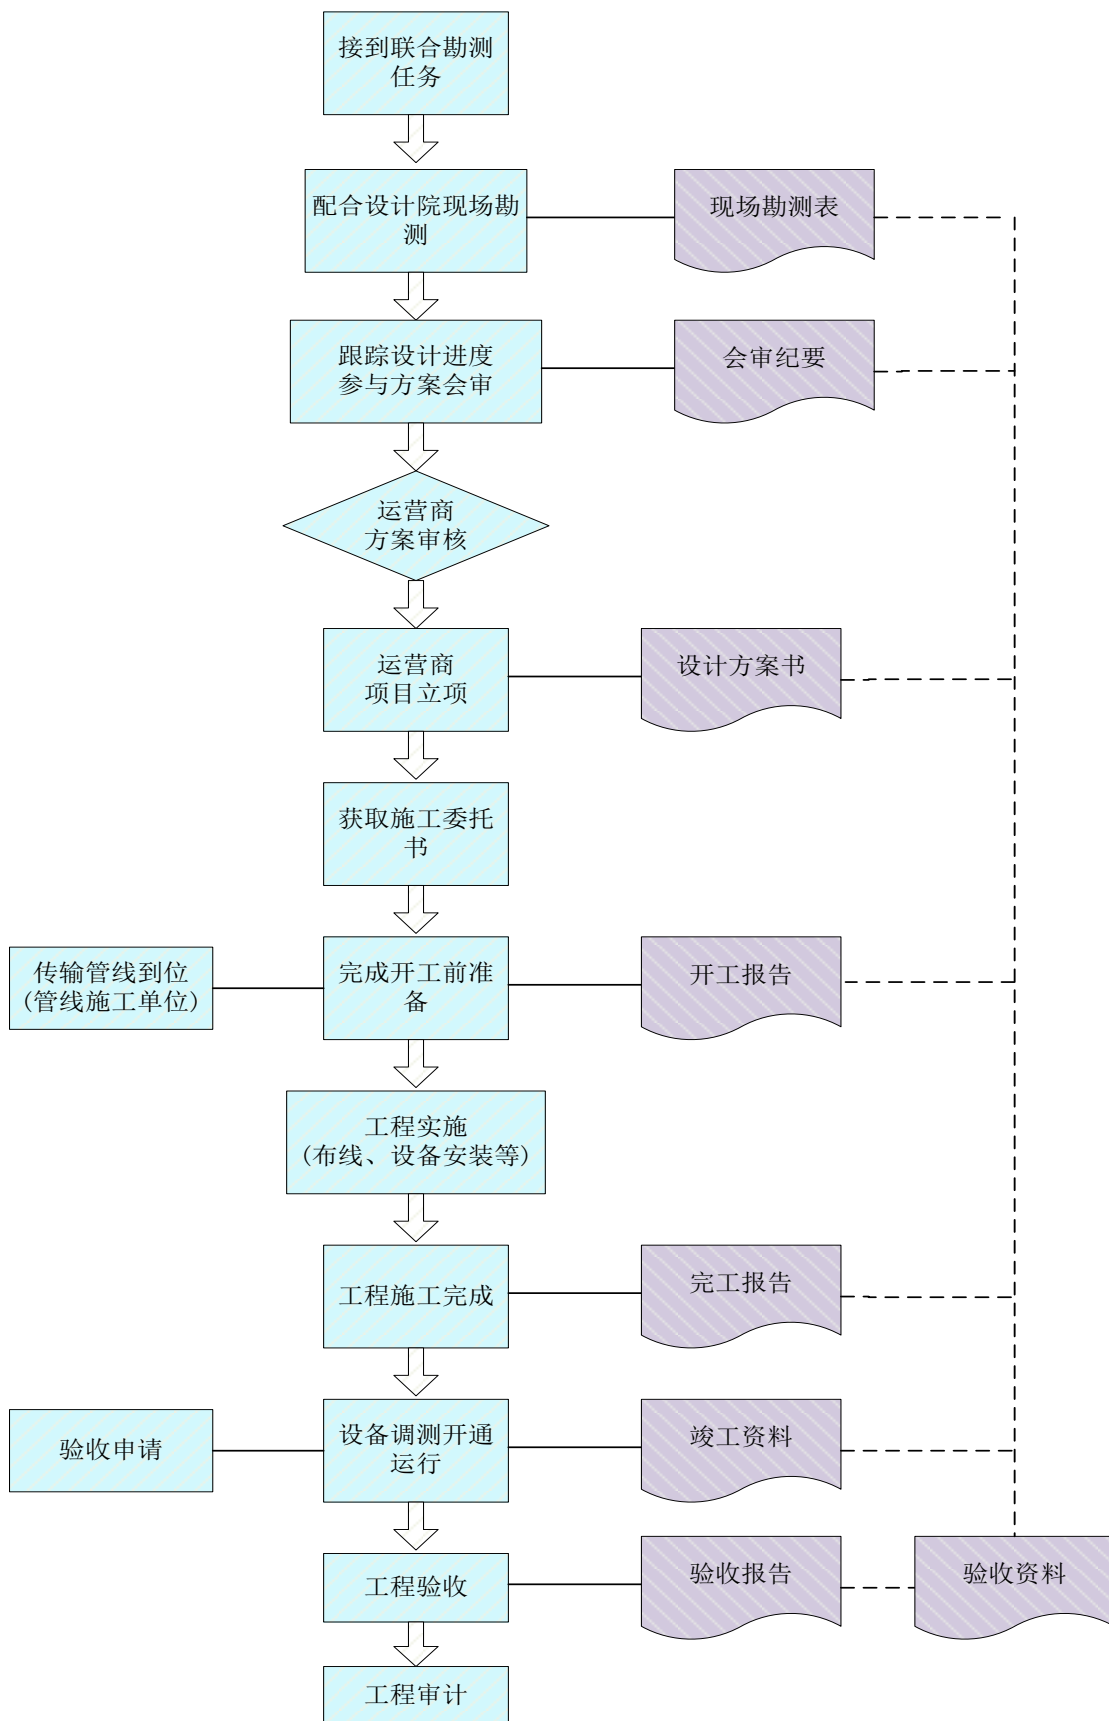 接到联合勘测
任务
配合设计院现场勘
测
现场勘测表
跟踪设计进度
参与方案会审
会审纪要
运营商
方案审核
运营商
项目立项
设计方案书
获取施工委托
书
传输管线到位
(管线施工单位)
完成开工前准
备
开工报告
工程实施
(布线、设备安装等)
工程施工完成
完工报告
验收申请
设备调测开通
运行
竣工资料
工程验收
验收报告
验收资料
工程审计